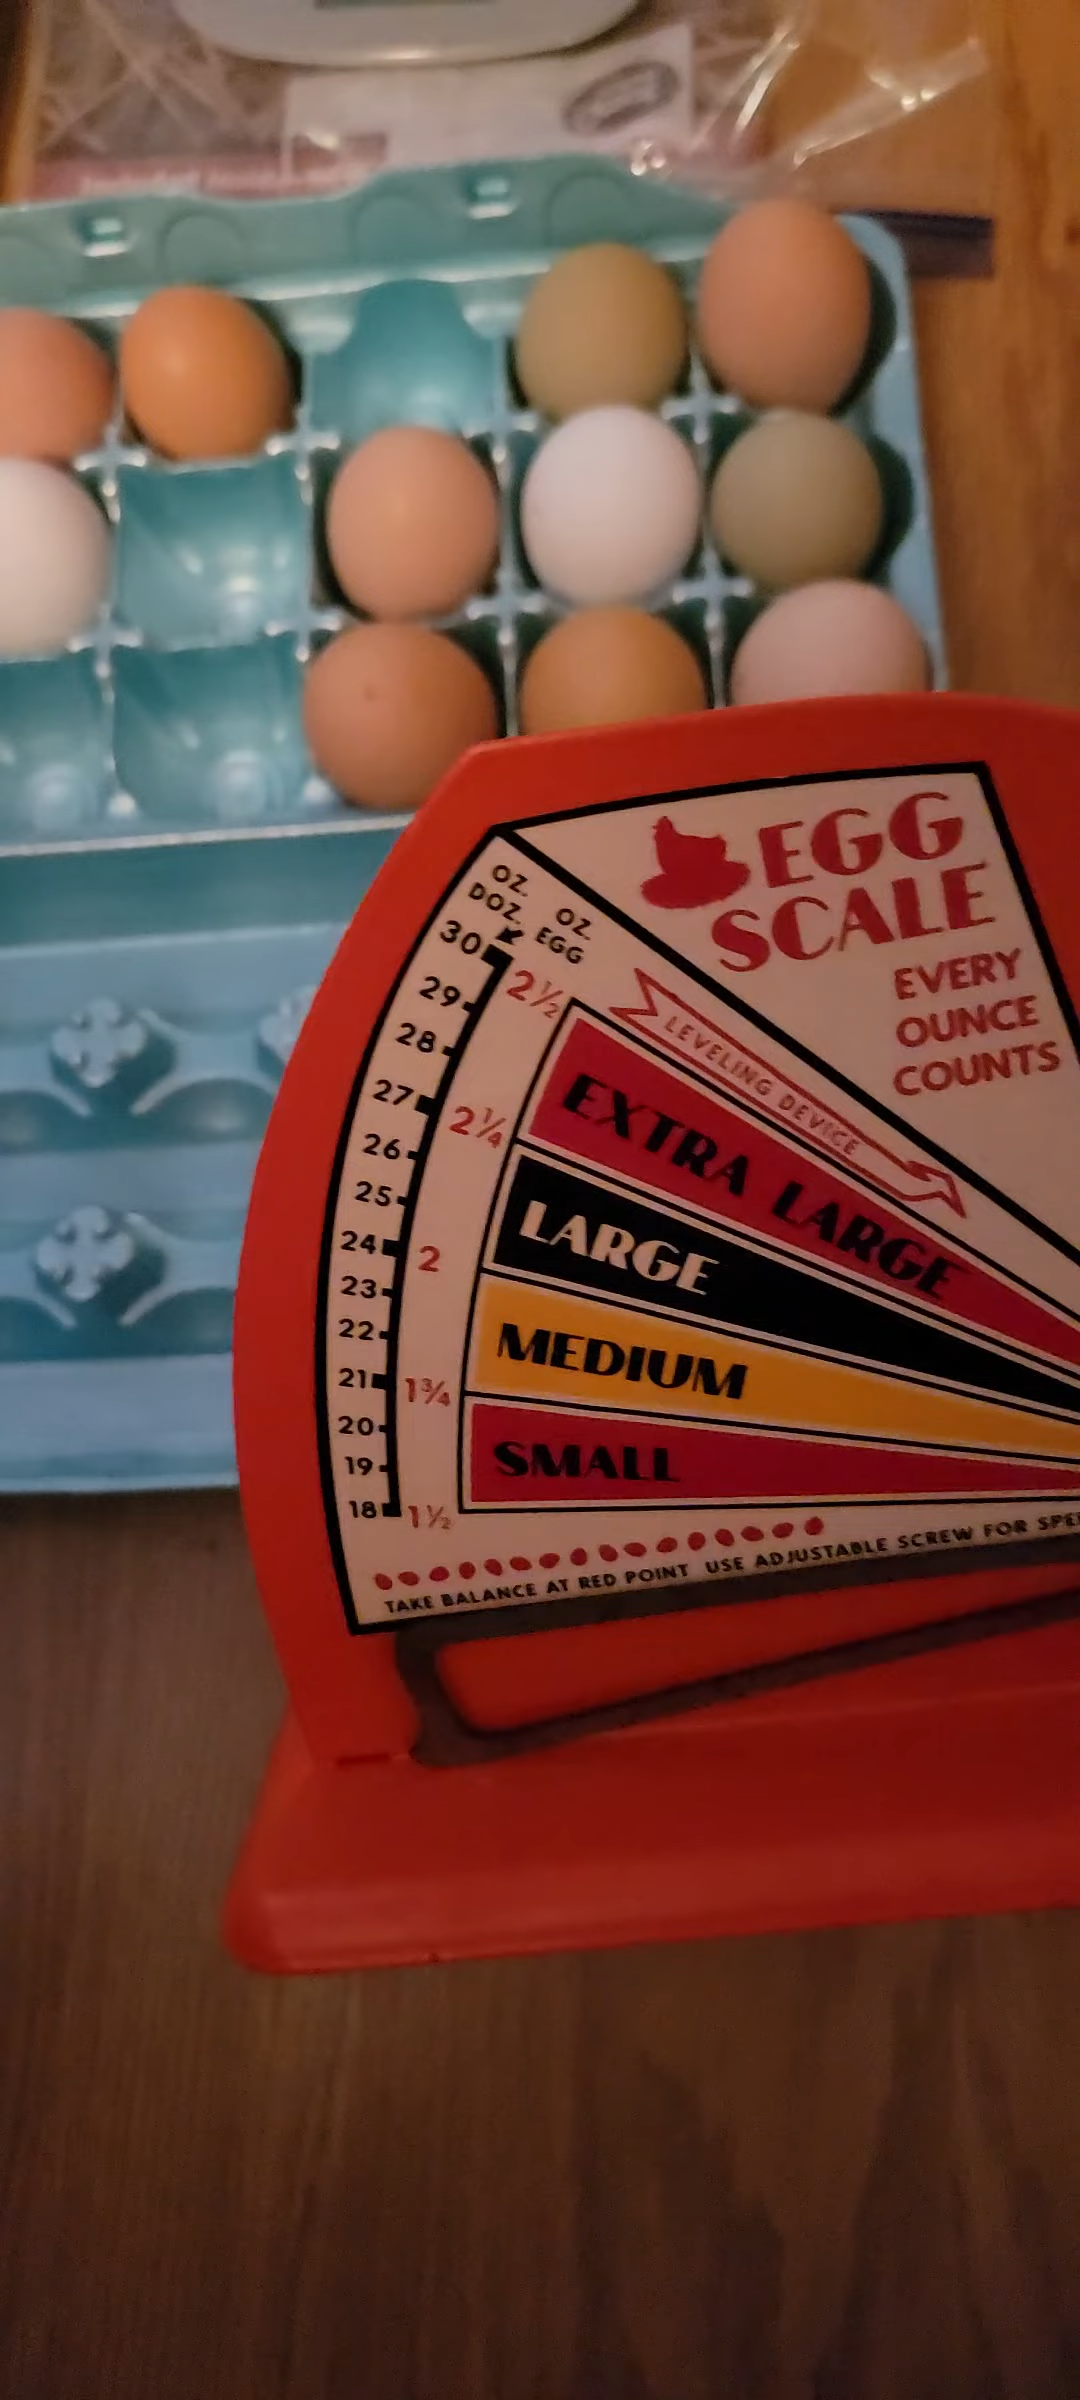 EGG
SCALE
EVERY
OUNCE
COUNTS
OZ.
DOZ.
OZ.
EGG
30
29
28
27
26
25
24
23
22
21
20
19
18
2½
2¼
2
1¾
1½
LEVELING DEVICE
EXTRA LARGE
LARGE
MEDIUM
SMALL
TAKE BALANCE AT RED POINT USE ADJUSTABLE SCREW FOR